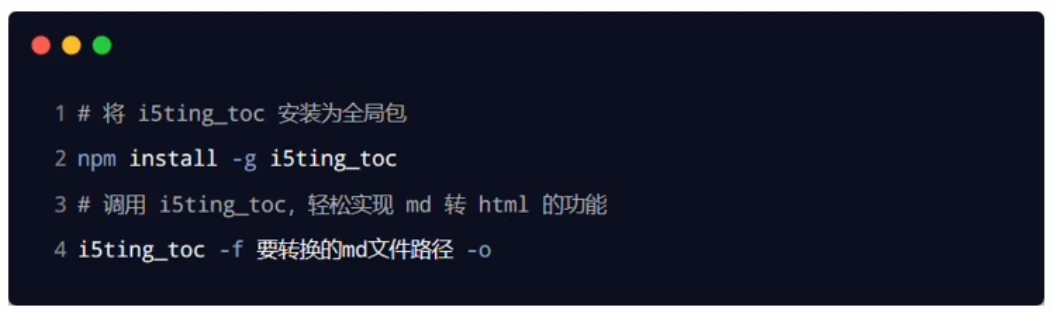 1 # 将 i5ting_toc 安装为全局包
2 npm install -g i5ting_toc
3 # 调用 i5ting_toc，轻松实现 md 转 html 的功能
4 i5ting_toc -f 要转换的md文件路径 -o